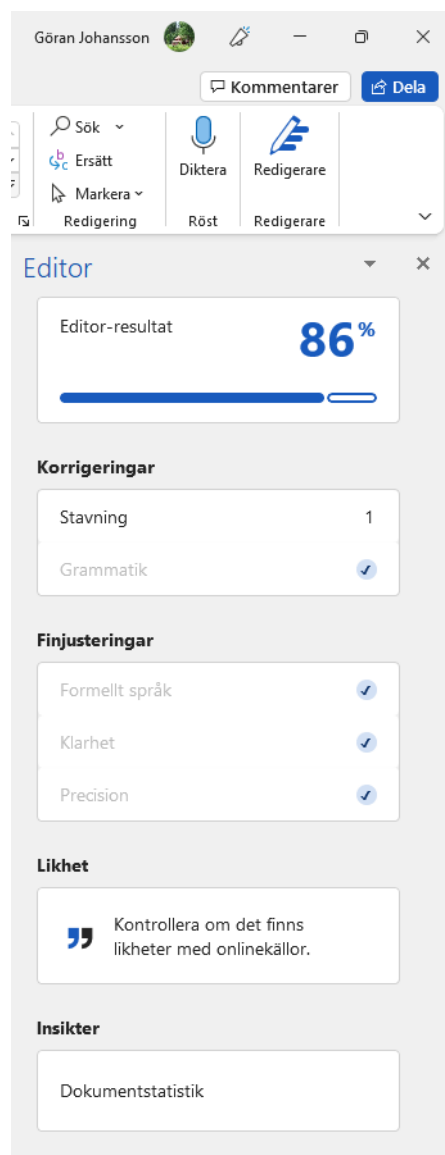 Göran Johansson
Kommentarer
Dela
Sök
Ersätt
Markera
Redigering
Diktera
Röst
Redigerare
Redigerare
Editor
Editor-resultat
86%
Korrigeringar
Stavning 1
Grammatik
Finjusteringar
Formellt språk
Klarhet
Precision
Likhet
Kontrollera om det finns
likheter med onlinekällor.
Insikter
Dokumentstatistik